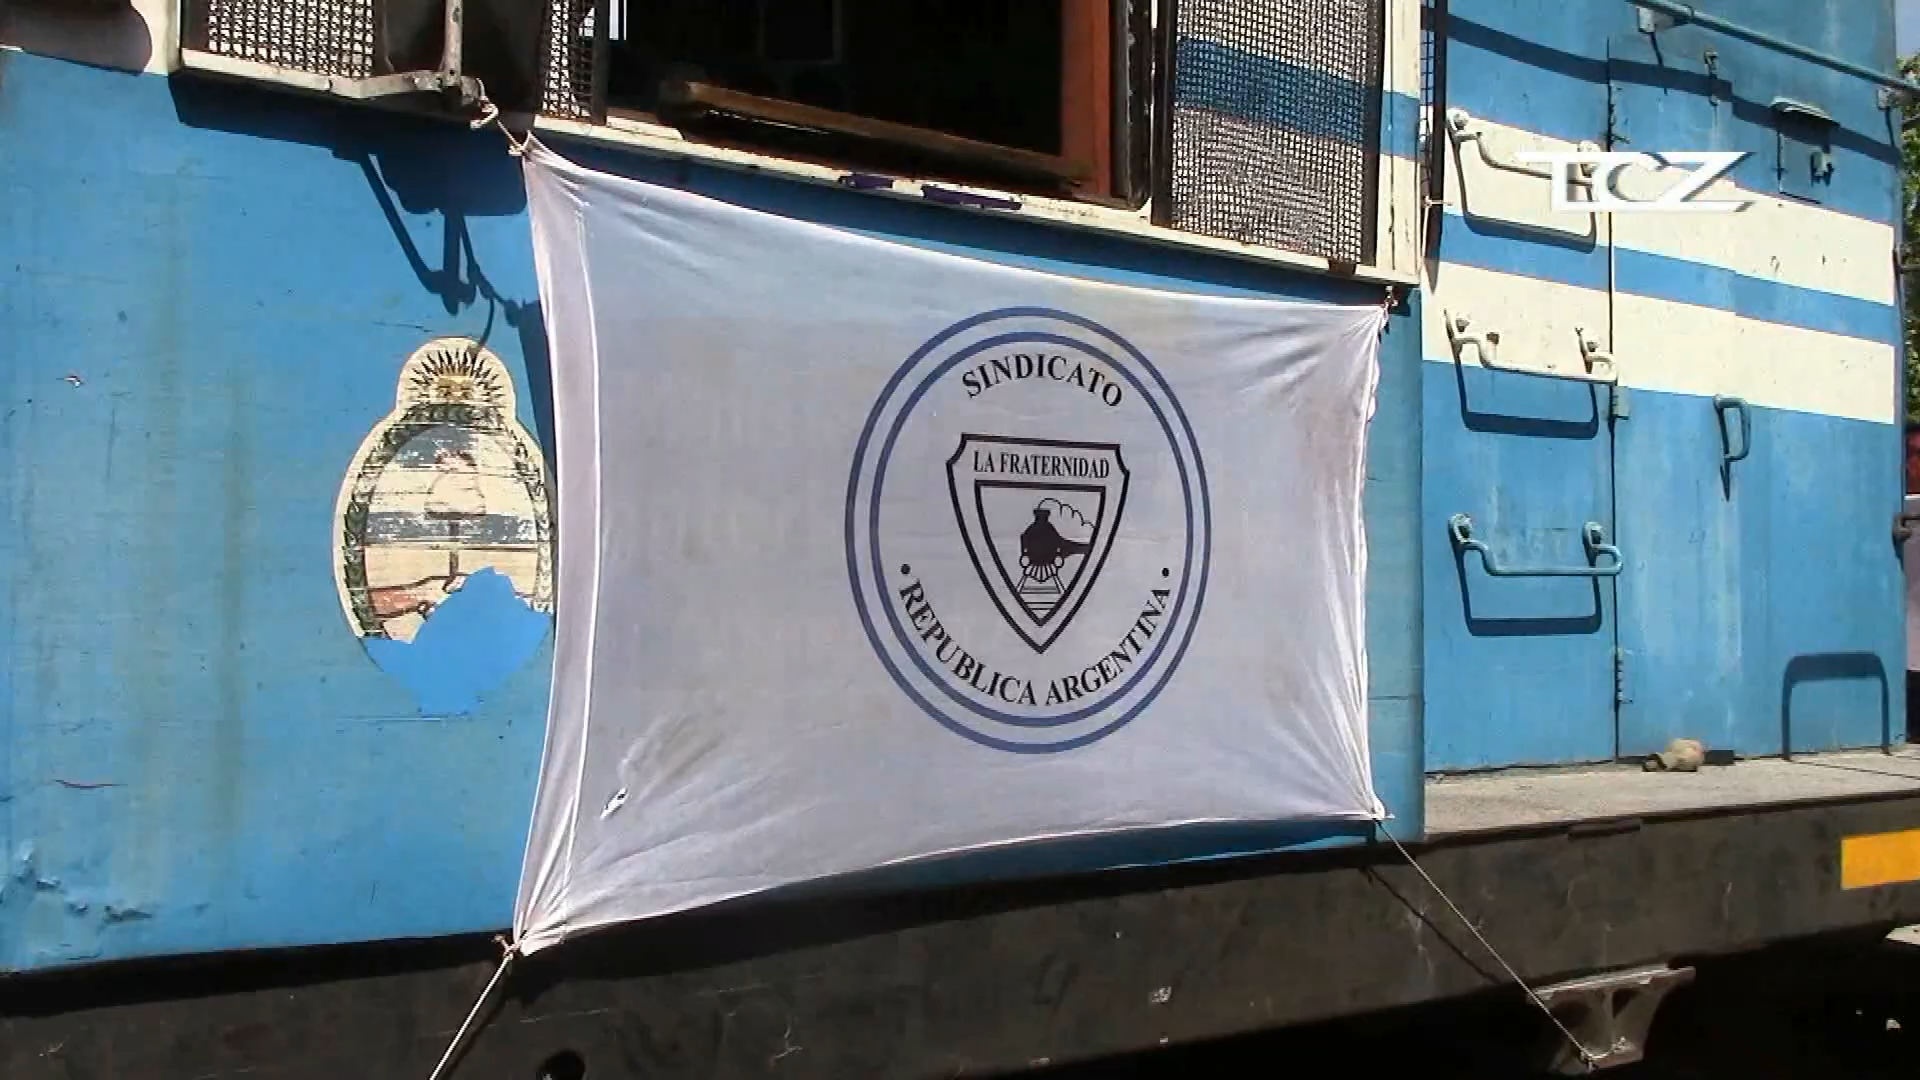 TCZ
SINDICATO
LA FRATERNIDAD
• REPUBLICA ARGENTINA •